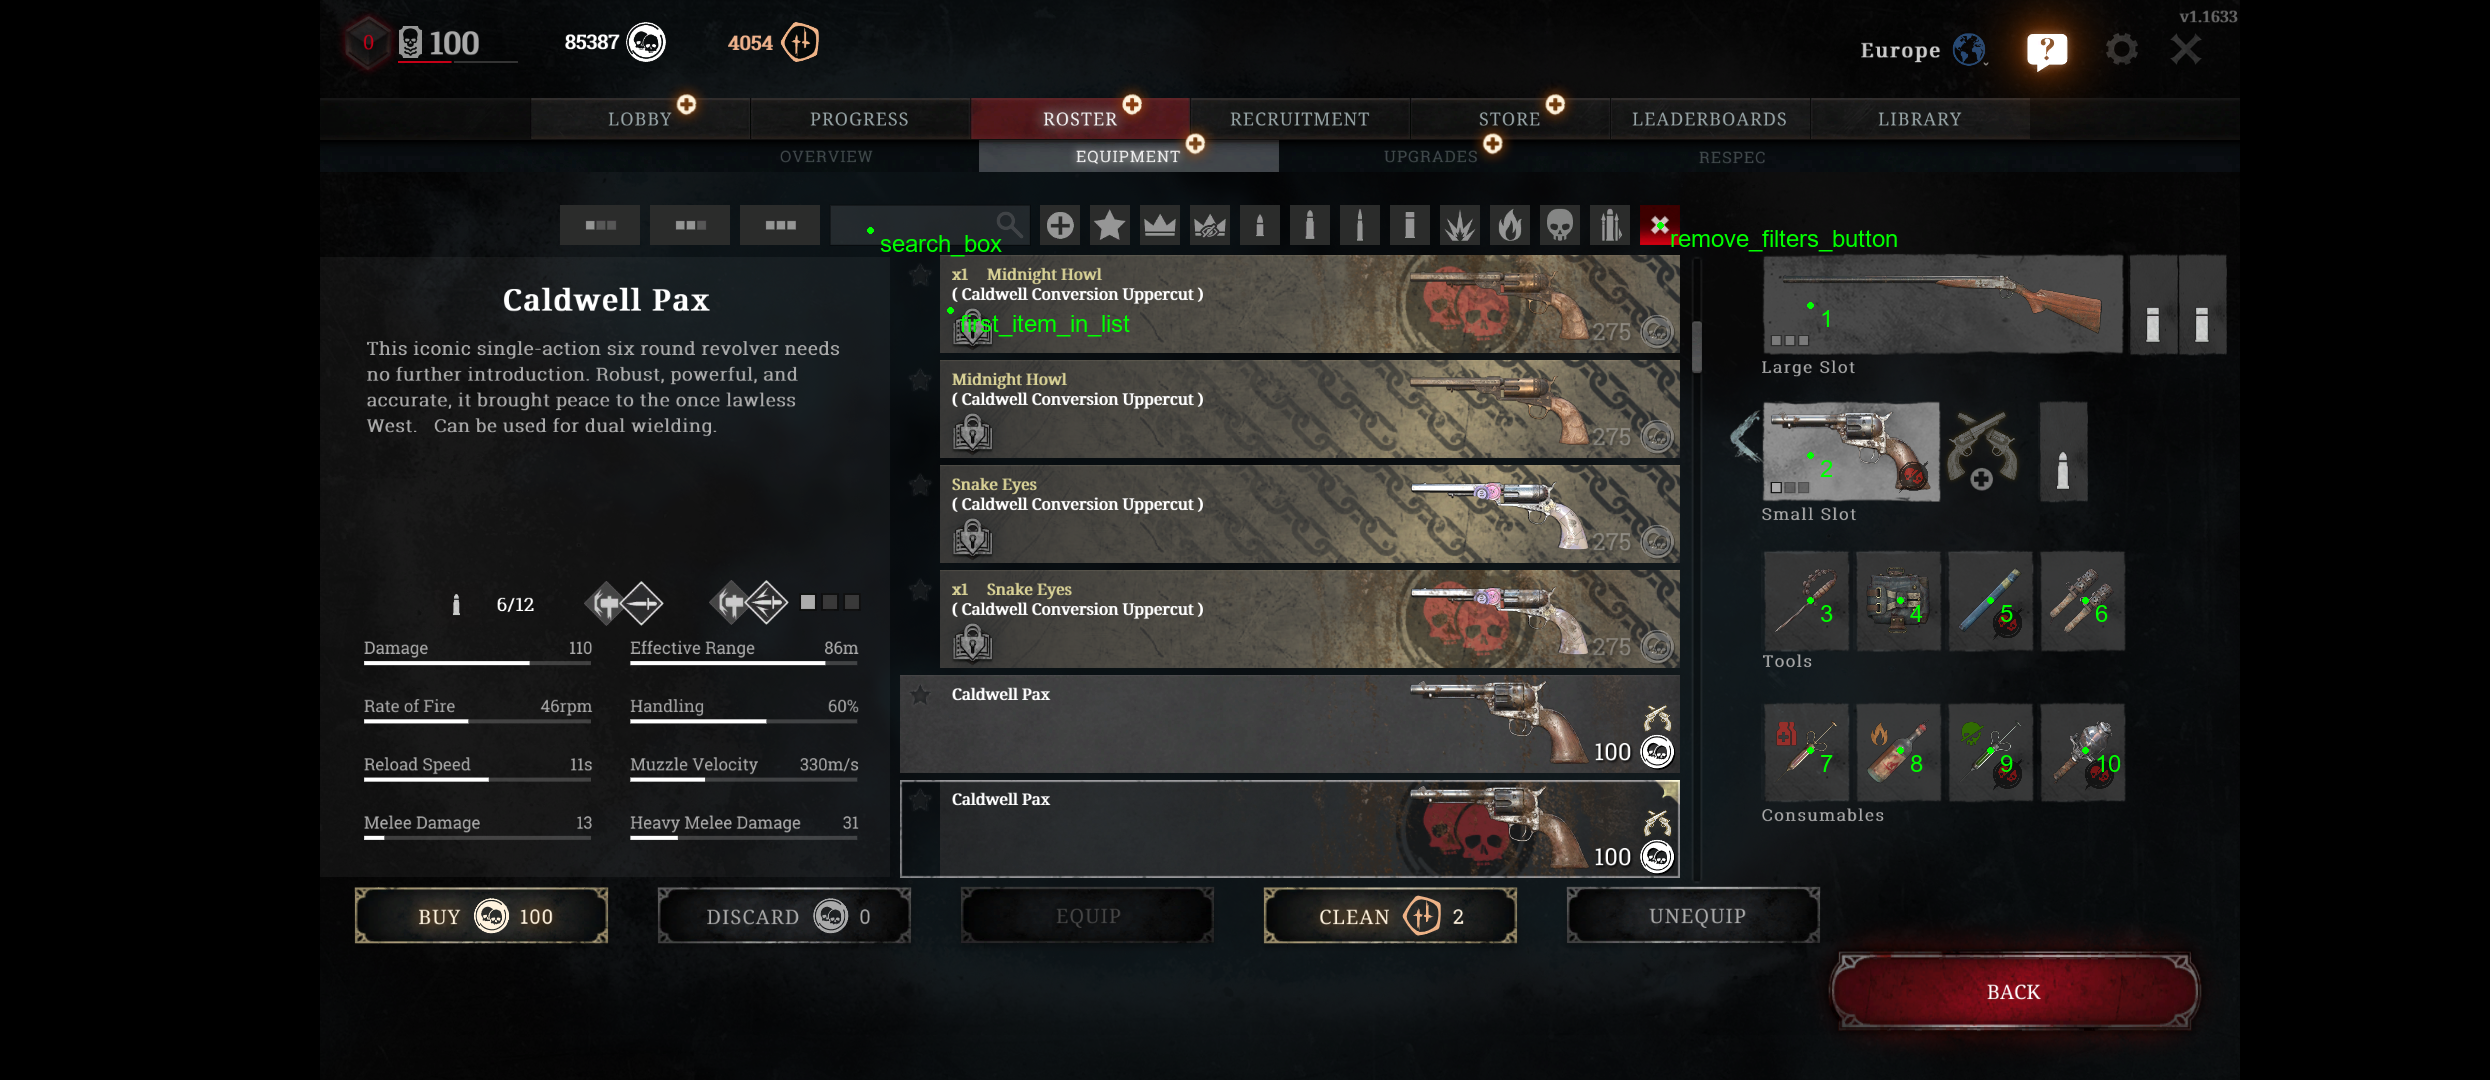 v1.1633
0 100 85387 4054
Europe
LOBBY PROGRESS ROSTER RECRUITMENT STORE LEADERBOARDS LIBRARY
OVERVIEW EQUIPMENT UPGRADES RESPEC
search_box
remove_filters_button
Caldwell Pax
This iconic single-action six round revolver needs
no further introduction. Robust, powerful, and
accurate, it brought peace to the once lawless
West. Can be used for dual wielding.
6/12
Damage 110
Effective Range 86m
Rate of Fire 46rpm
Handling 60%
Reload Speed 11s
Muzzle Velocity 330m/s
Melee Damage 13
Heavy Melee Damage 31
x1 Midnight Howl
( Caldwell Conversion Uppercut )
first_item_in_list
275
Midnight Howl
( Caldwell Conversion Uppercut )
275
Snake Eyes
( Caldwell Conversion Uppercut )
275
x1 Snake Eyes
( Caldwell Conversion Uppercut )
275
Caldwell Pax
100
Caldwell Pax
100
1
Large Slot
2
Small Slot
3 4 5 6
Tools
7 8 9 10
Consumables
BUY 100
DISCARD 0
EQUIP
CLEAN 2
UNEQUIP
BACK